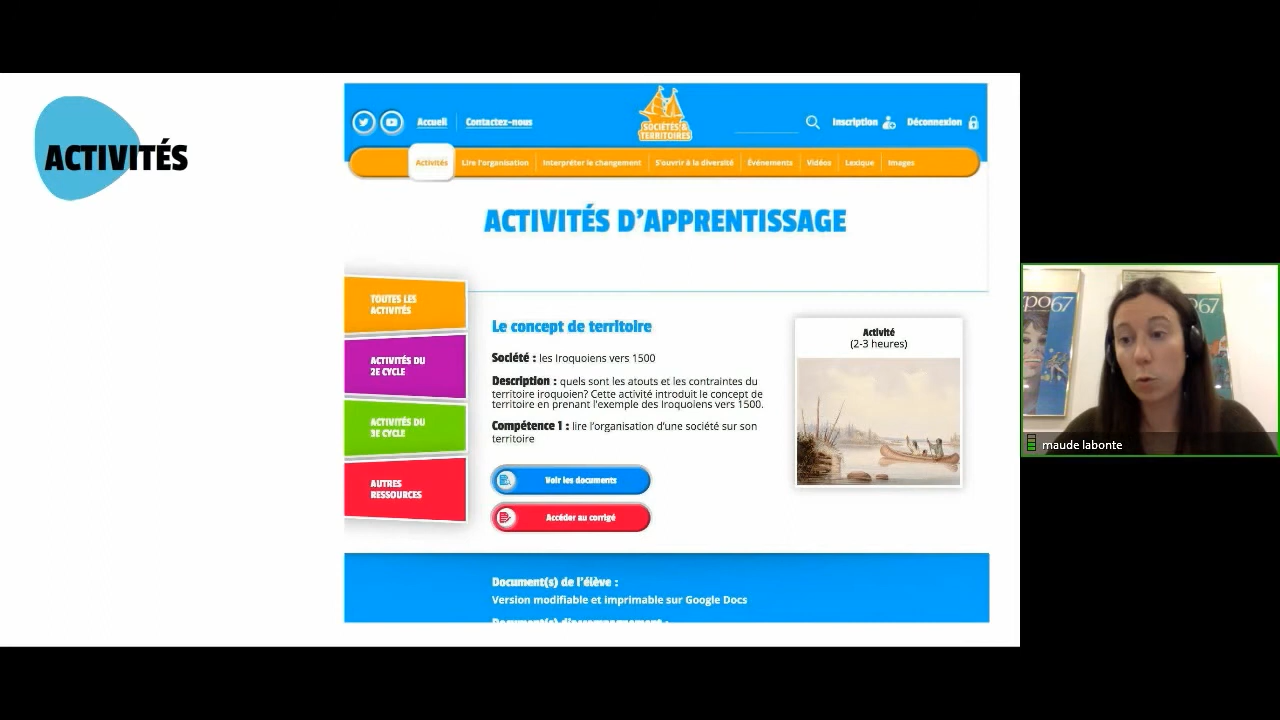 ACTIVITÉS
Accueil
Contactez-nous
SOCIÉTÉS &
TERRITOIRES
Inscription
Déconnexion
Activités
Lire l'organisation
Interpréter le changement
S'ouvrir à la diversité
Événements
Vidéos
Lexique
Images
ACTIVITÉS D'APPRENTISSAGE
TOUTES LES
ACTIVITÉS
ACTIVITÉS DU
2E CYCLE
ACTIVITÉS DU
3E CYCLE
AUTRES
RESSOURCES
Le concept de territoire
Société : les Iroquoiens vers 1500
Description : quels sont les atouts et les contraintes du
territoire iroquoien? Cette activité introduit le concept de
territoire en prenant l'exemple des Iroquoiens vers 1500.
Compétence 1 : lire l'organisation d'une société sur son
territoire
Voir les documents
Accéder au corrigé
Activité
(2-3 heures)
Document(s) de l'élève :
Version modifiable et imprimable sur Google Docs
Document(s) d'accompagnement :
xpo67
67
maude labonte